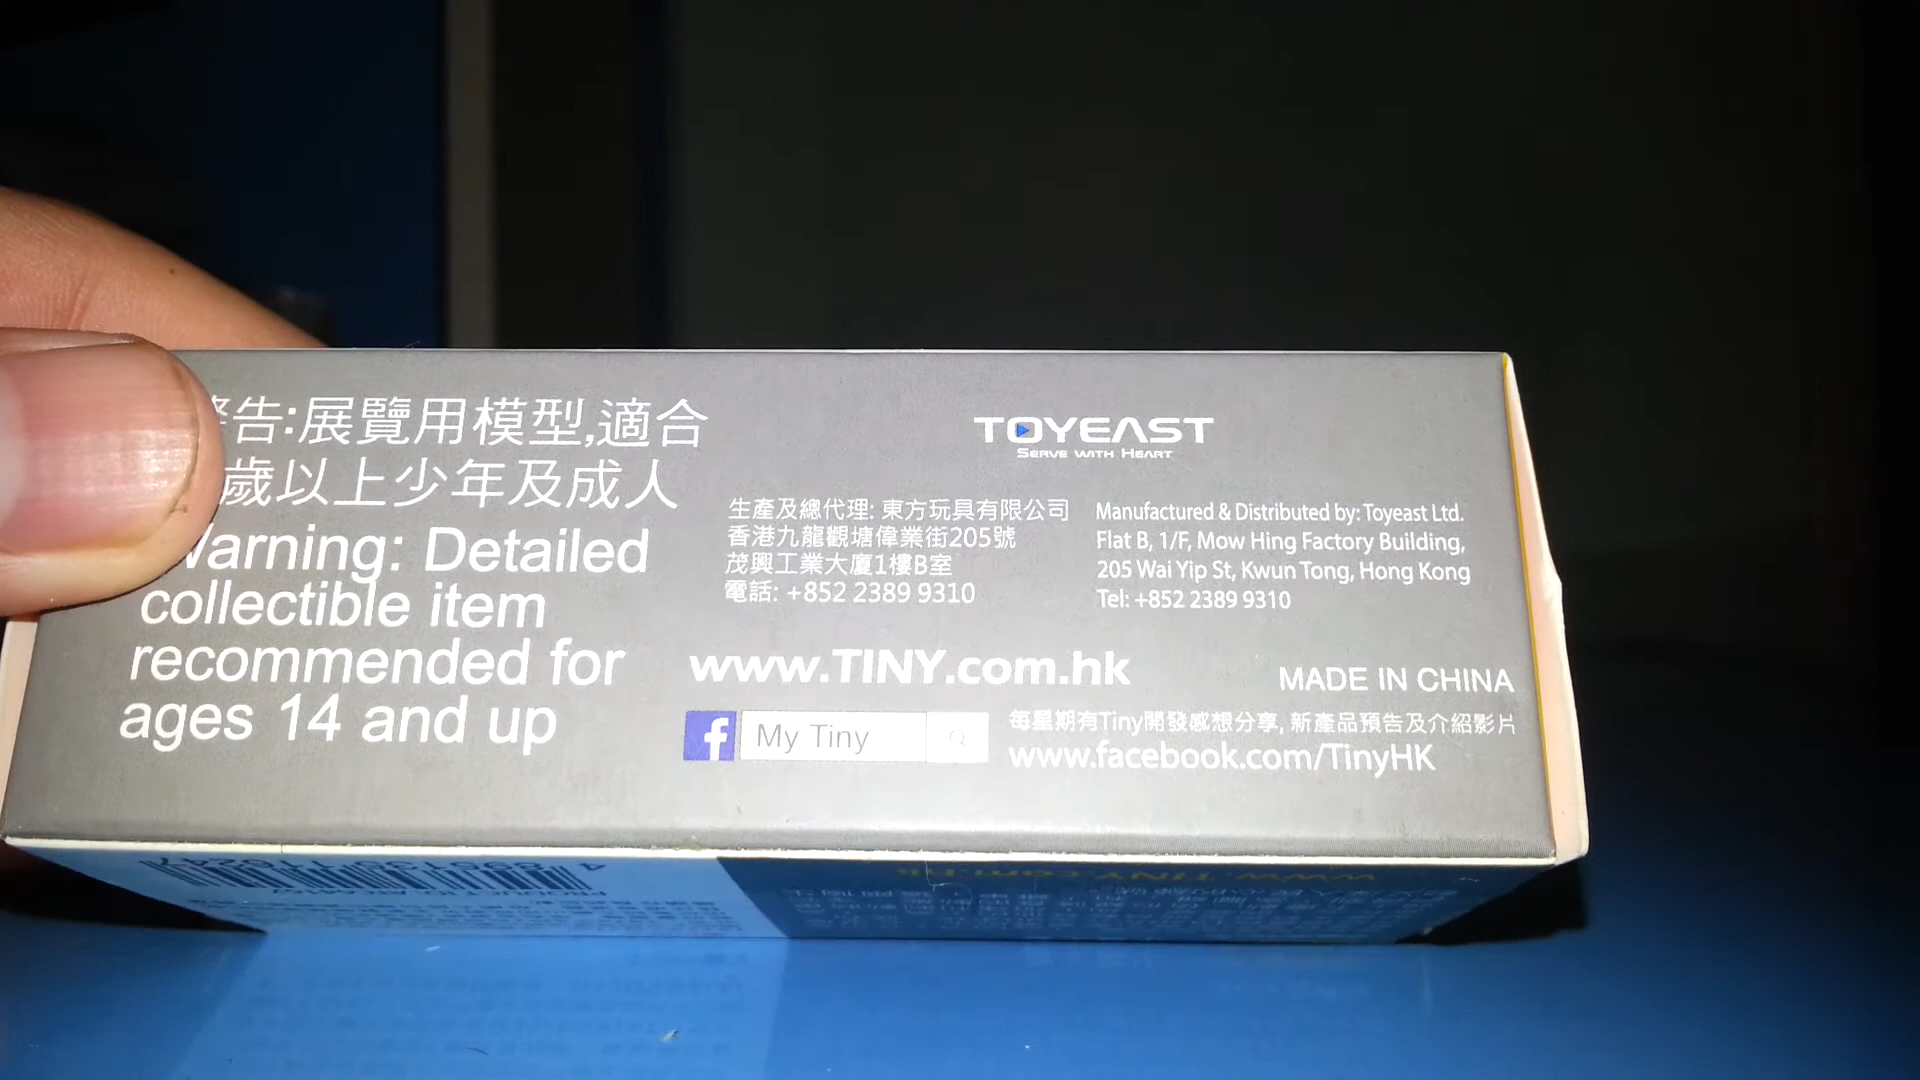 告:展覽用模型,適合
歲以上少年及成人
Warning: Detailed
collectible item
recommended for
ages 14 and up
TOYEAST
SERVE WITH HEART
生產及總代理: 東方玩具有限公司
香港九龍觀塘偉業街205號
茂興工業大廈1樓B室
電話: +852 2389 9310
Manufactured & Distributed by: Toyeast Ltd.
Flat B, 1/F, Mow Hing Factory Building,
205 Wai Yip St, Kwun Tong, Hong Kong
Tel: +852 2389 9310
www.TINY.com.hk
MADE IN CHINA
f My Tiny
每星期有Tiny開發感想分享, 新產品預告及介紹影片
www.facebook.com/TinyHK
www.TINY.com.hk